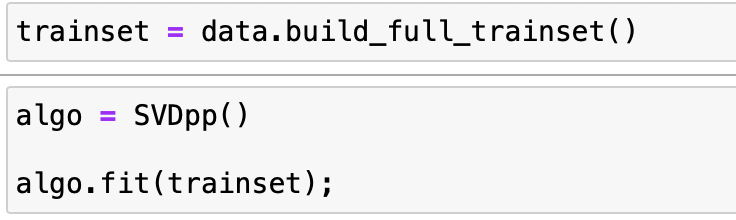 trainset = data.build_full_trainset()
algo = SVDpp()
algo.fit(trainset);